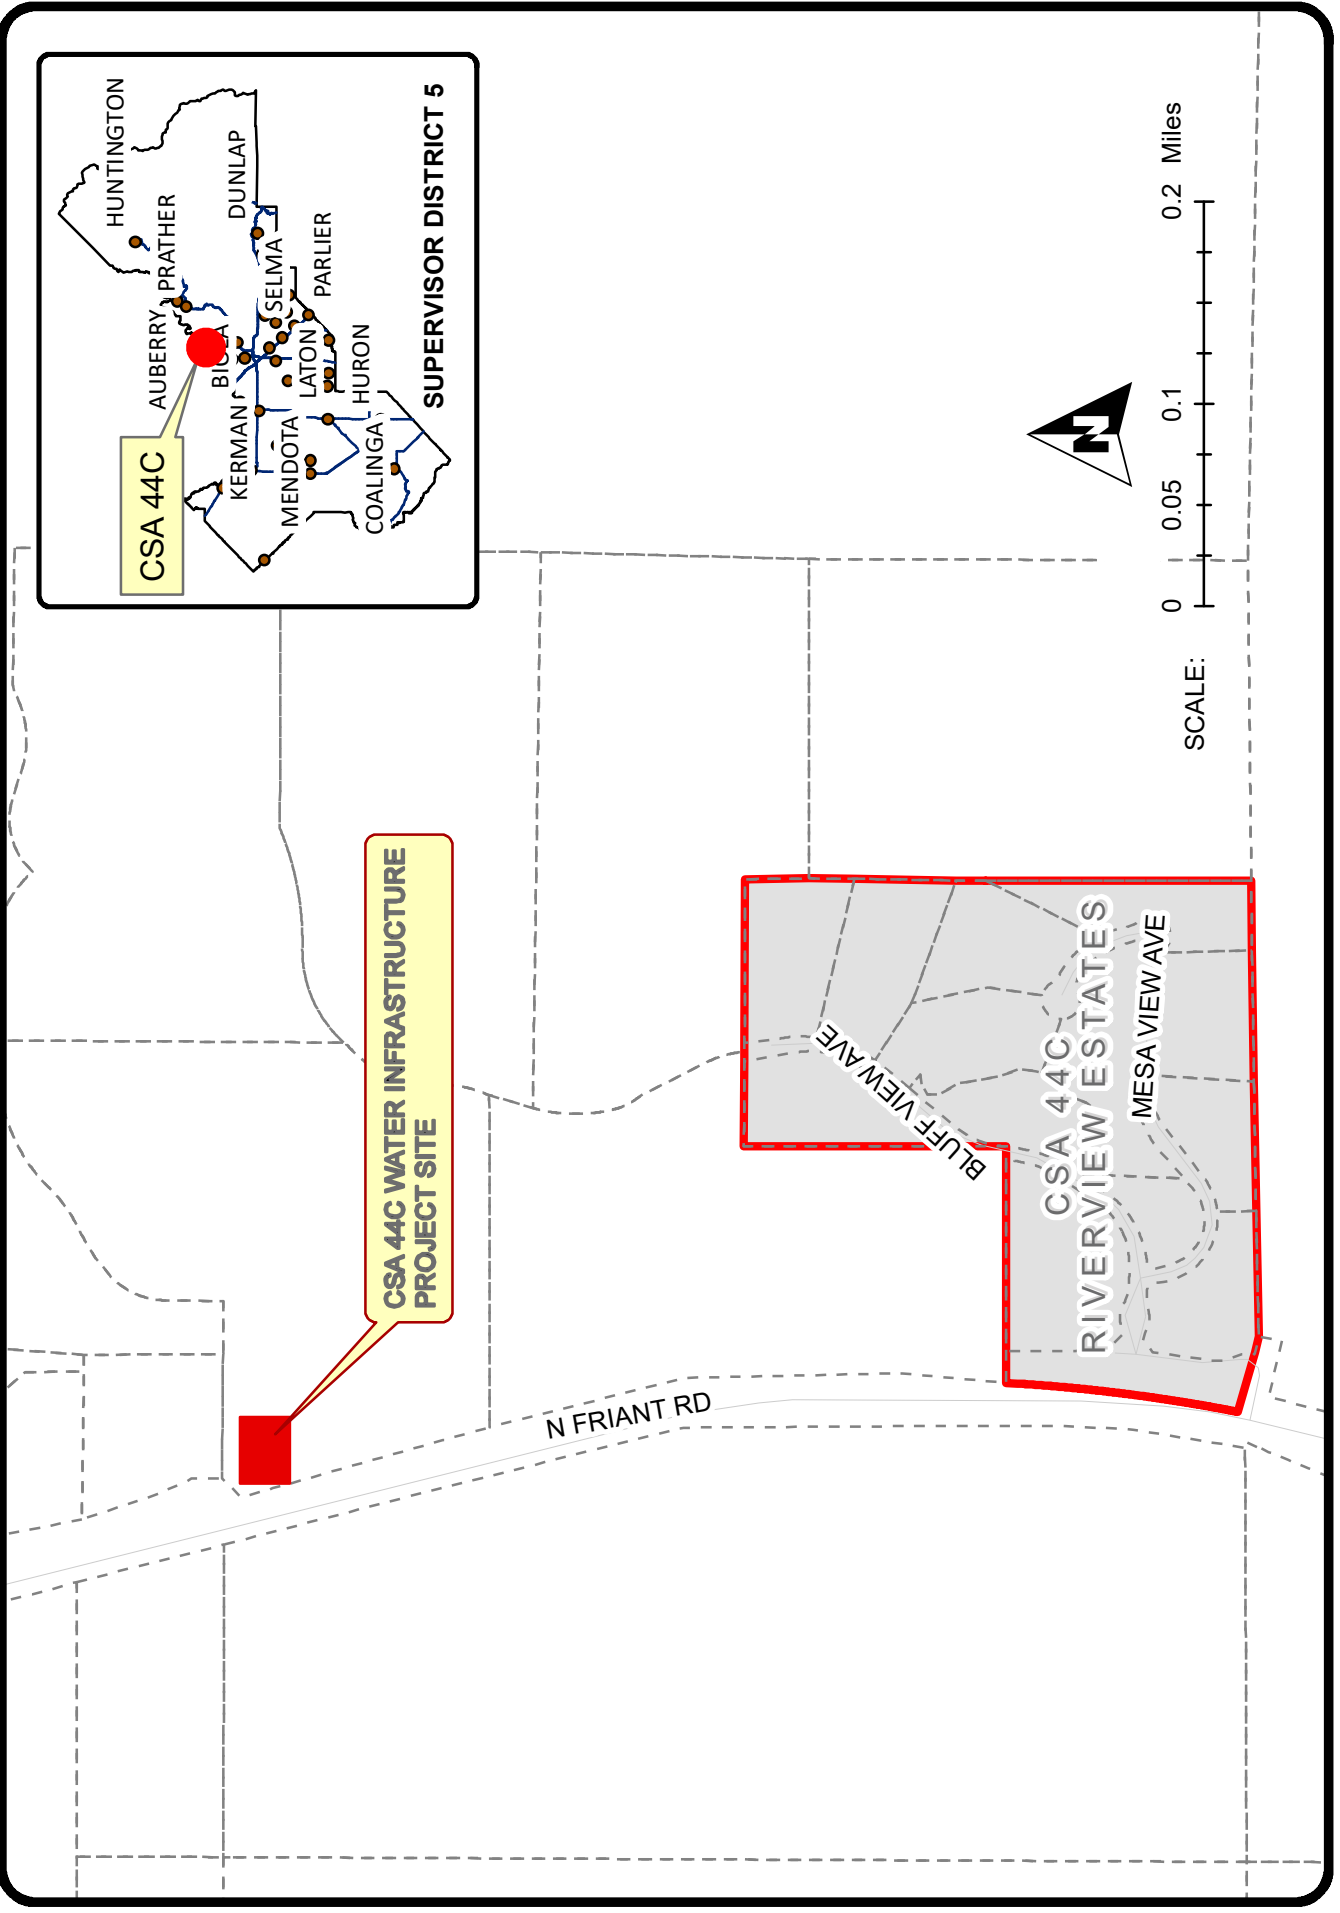 CSA 44C
HUNTINGTON
PRATHER
AUBERRY
DUNLAP
SELMA
PARLIER
KERMAN
LATON
MENDOTA
HURON
COALINGA
SUPERVISOR DISTRICT 5
CSA 44C WATER INFRASTRUCTURE
PROJECT SITE
N FRIANT RD
BLUFF VIEW AVE
CSA 44C
RIVERVIEW ESTATES
MESA VIEW AVE
N
SCALE:
0 0.05 0.1 0.2 Miles